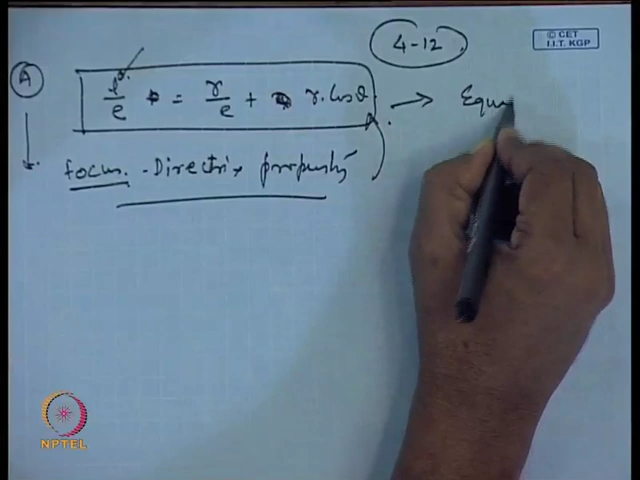 4-12
© CET
I.I.T. KGP
A
l/e = r/e + r.cosθ → Equ
focus. - Directrix property
NPTEL